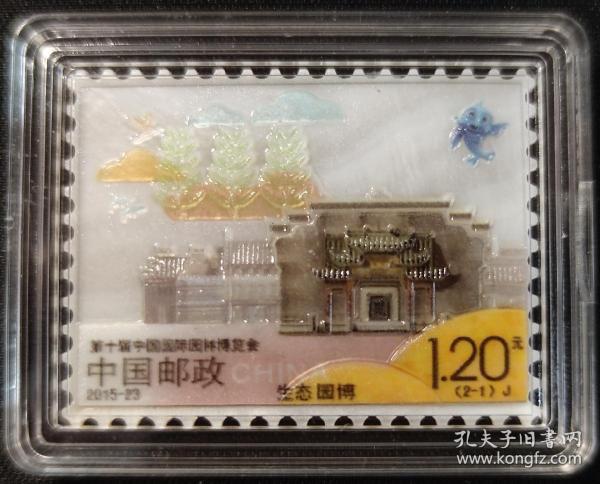 第十届中国国际园林博览会
中国邮政 CHINA
2015-23
生态园博
1.20元
(2-1) J
孔夫子旧書网
www.kongfz.com